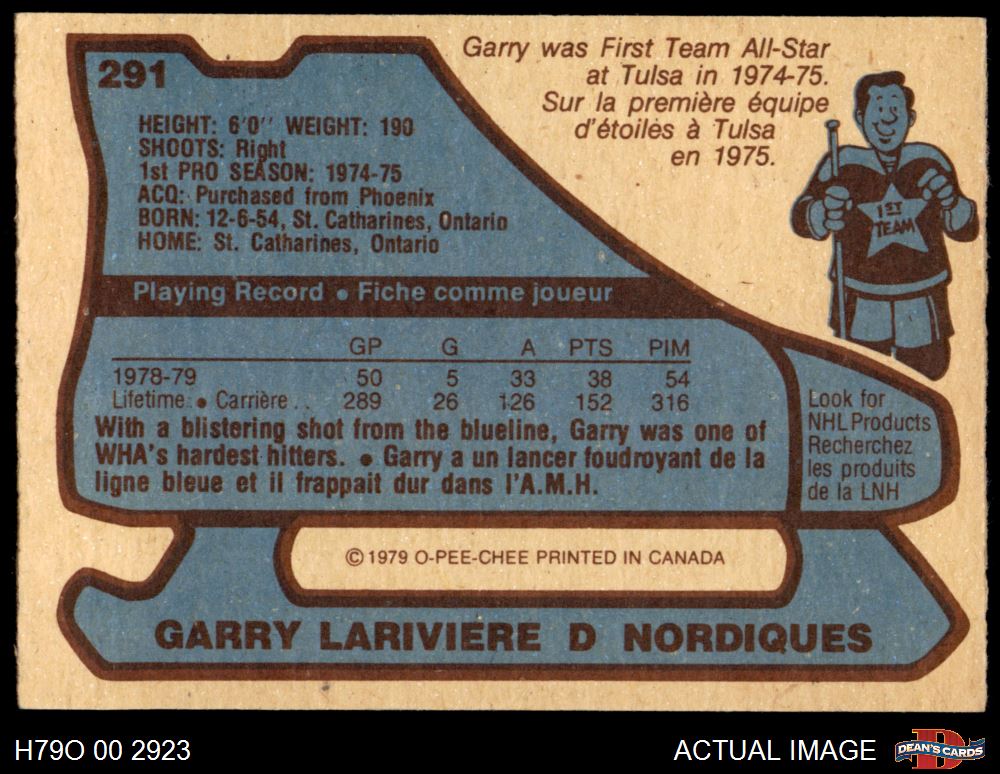 291
Garry was First Team All-Star
at Tulsa in 1974-75.
Sur la première équipe
d'étoiles à Tulsa
en 1975.
1ST
TEAM
HEIGHT: 6'0'' WEIGHT: 190
SHOOTS: Right
1st PRO SEASON: 1974-75
ACQ: Purchased from Phoenix
BORN: 12-6-54, St. Catharines, Ontario
HOME: St. Catharines, Ontario
Playing Record • Fiche comme joueur
GP G A PTS PIM
1978-79 50 5 33 38 54
Lifetime • Carrière . . 289 26 126 152 316
With a blistering shot from the blueline, Garry was one of
WHA's hardest hitters. • Garry a un lancer foudroyant de la
ligne bleue et il frappait dur dans l'A.M.H.
Look for
NHL Products
Recherchez
les produits
de la LNH
© 1979 O-PEE-CHEE PRINTED IN CANADA
GARRY LARIVIERE D NORDIQUES
H79O 00 2923
ACTUAL IMAGE
D
DEAN'S CARDS